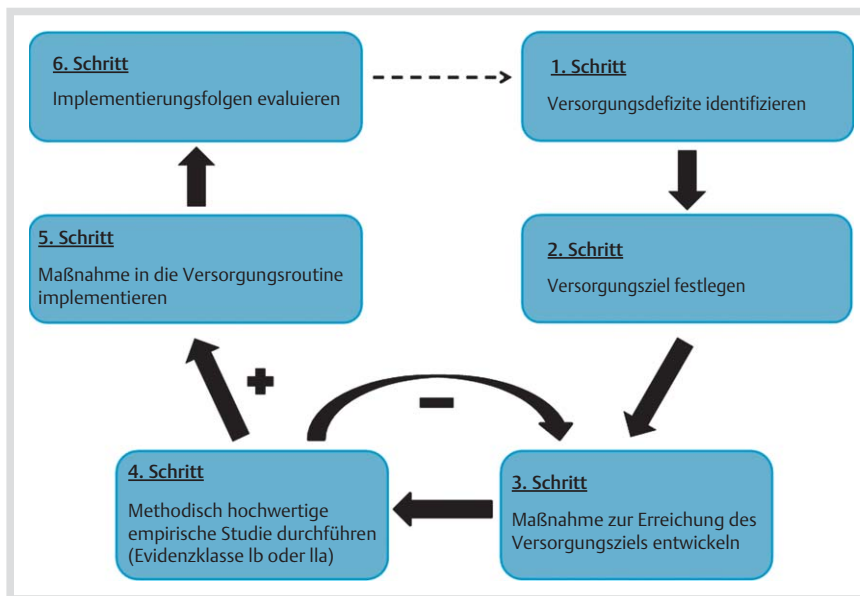 1. Schritt
Versorgungsdefizite identifizieren
2. Schritt
Versorgungsziel festlegen
3. Schritt
Maßnahme zur Erreichung des
Versorgungsziels entwickeln
4. Schritt
Methodisch hochwertige
empirische Studie durchführen
(Evidenzklasse Ib oder IIa)
+
−
5. Schritt
Maßnahme in die Versorgungsroutine
implementieren
6. Schritt
Implementierungsfolgen evaluieren